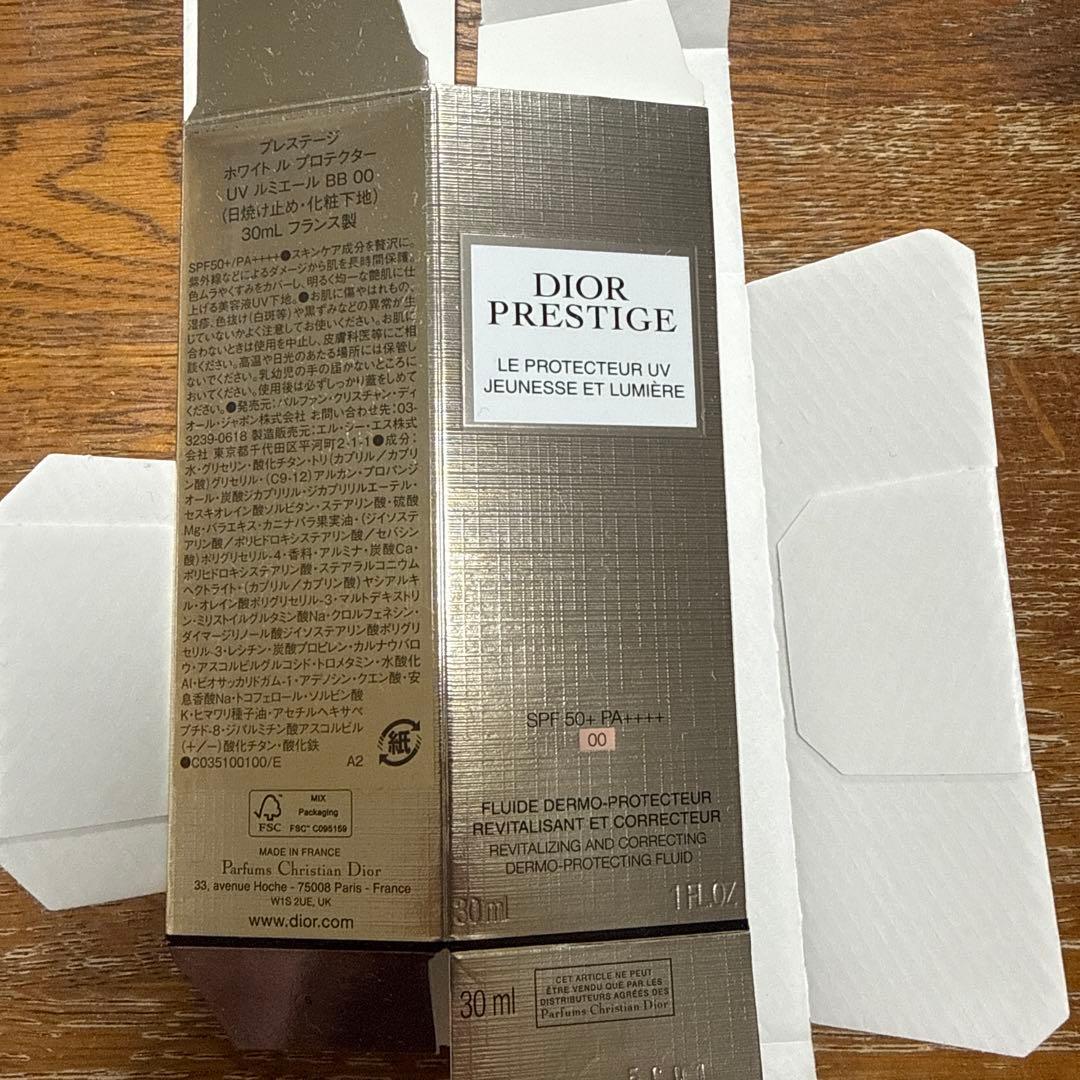 プレステージ
ホワイト ル プロテクター
UV ルミエール BB 00
(日焼け止め・化粧下地)
30mL フランス製
SPF50+/PA++++●スキンケア成分を贅沢に。
紫外線などによるダメージから肌を長時間保護。
色ムラやくすみをカバーし、明るく均一な艶肌に仕
上げる美容液UV下地。●お肌に傷やはれもの、
湿疹、色抜け(白斑等)や黒ずみなどの異常が生
じていないかよく注意してお使いください。お肌に
合わないときは使用を中止し、皮膚科医等にご相
談ください。高温や日光のあたる場所には保管し
ないでください。乳幼児の手の届かないところに
おいてください。使用後は必ずしっかり蓋をしめて
ください。●発売元:パルファン・クリスチャン・ディ
オール・ジャポン株式会社 お問い合わせ先:03-
3239-0618 製造販売元:エル・シー・エス株式
会社 東京都千代田区平河町2-1-1●成分:
水・グリセリン・酸化チタン・トリ(カプリル/カプリ
ン酸)グリセリル・(C9-12)アルカン・プロパンジ
オール・炭酸ジカプリリル・ジカプリリルエーテル・
セスキオレイン酸ソルビタン・ステアリン酸・硫酸
Mg・バラエキス・カニナバラ果実油・(ジイソステ
アリン酸/ポリヒドロキシステアリン酸/セバシン
酸)ポリグリセリル-4・香料・アルミナ・炭酸Ca・
ポリヒドロキシステアリン酸・ステアラルコニウム
ヘクトライト・(カプリル/カプリン酸)ヤシアルキ
ル・オレイン酸ポリグリセリル-3・マルトデキストリ
ン・ミリストイルグルタミン酸Na・クロルフェネシン・
ダイマージリノール酸ジイソステアリン酸ポリグリ
セリル-3・レシチン・炭酸プロピレン・カルナウバロ
ウ・アスコルビルグルコシド・トロメタミン・水酸化
Al・ビオサッカリドガム-1・アデノシン・クエン酸・安
息香酸Na・トコフェロール・ソルビン酸
K・ヒマワリ種子油・アセチルヘキサペ
プチド-8・ジパルミチン酸アスコルビル
(+/-)酸化チタン・酸化鉄
●C035100100/E A2
紙
FSC
MIX
Packaging
FSC™ C095159
MADE IN FRANCE
Parfums Christian Dior
33, avenue Hoche - 75008 Paris - France
W1S 2UE, UK
www.dior.com
DIOR
PRESTIGE
LE PROTECTEUR UV
JEUNESSE ET LUMIÈRE
SPF 50+ PA++++
00
FLUIDE DERMO-PROTECTEUR
REVITALISANT ET CORRECTEUR
REVITALIZING AND CORRECTING
DERMO-PROTECTING FLUID
30ml 1FL.OZ
30 ml
CET ARTICLE NE PEUT
ÊTRE VENDU QUE PAR LES
DISTRIBUTEURS AGRÉÉS DES
Parfums Christian Dior